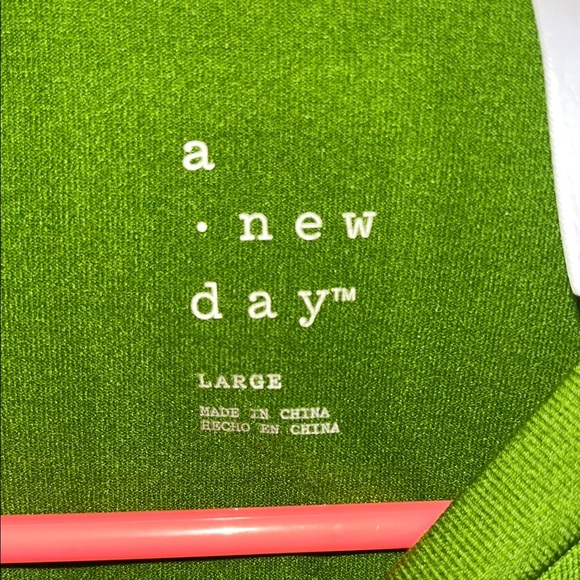 a
· new
day™
LARGE
MADE IN CHINA
HECHO EN CHINA